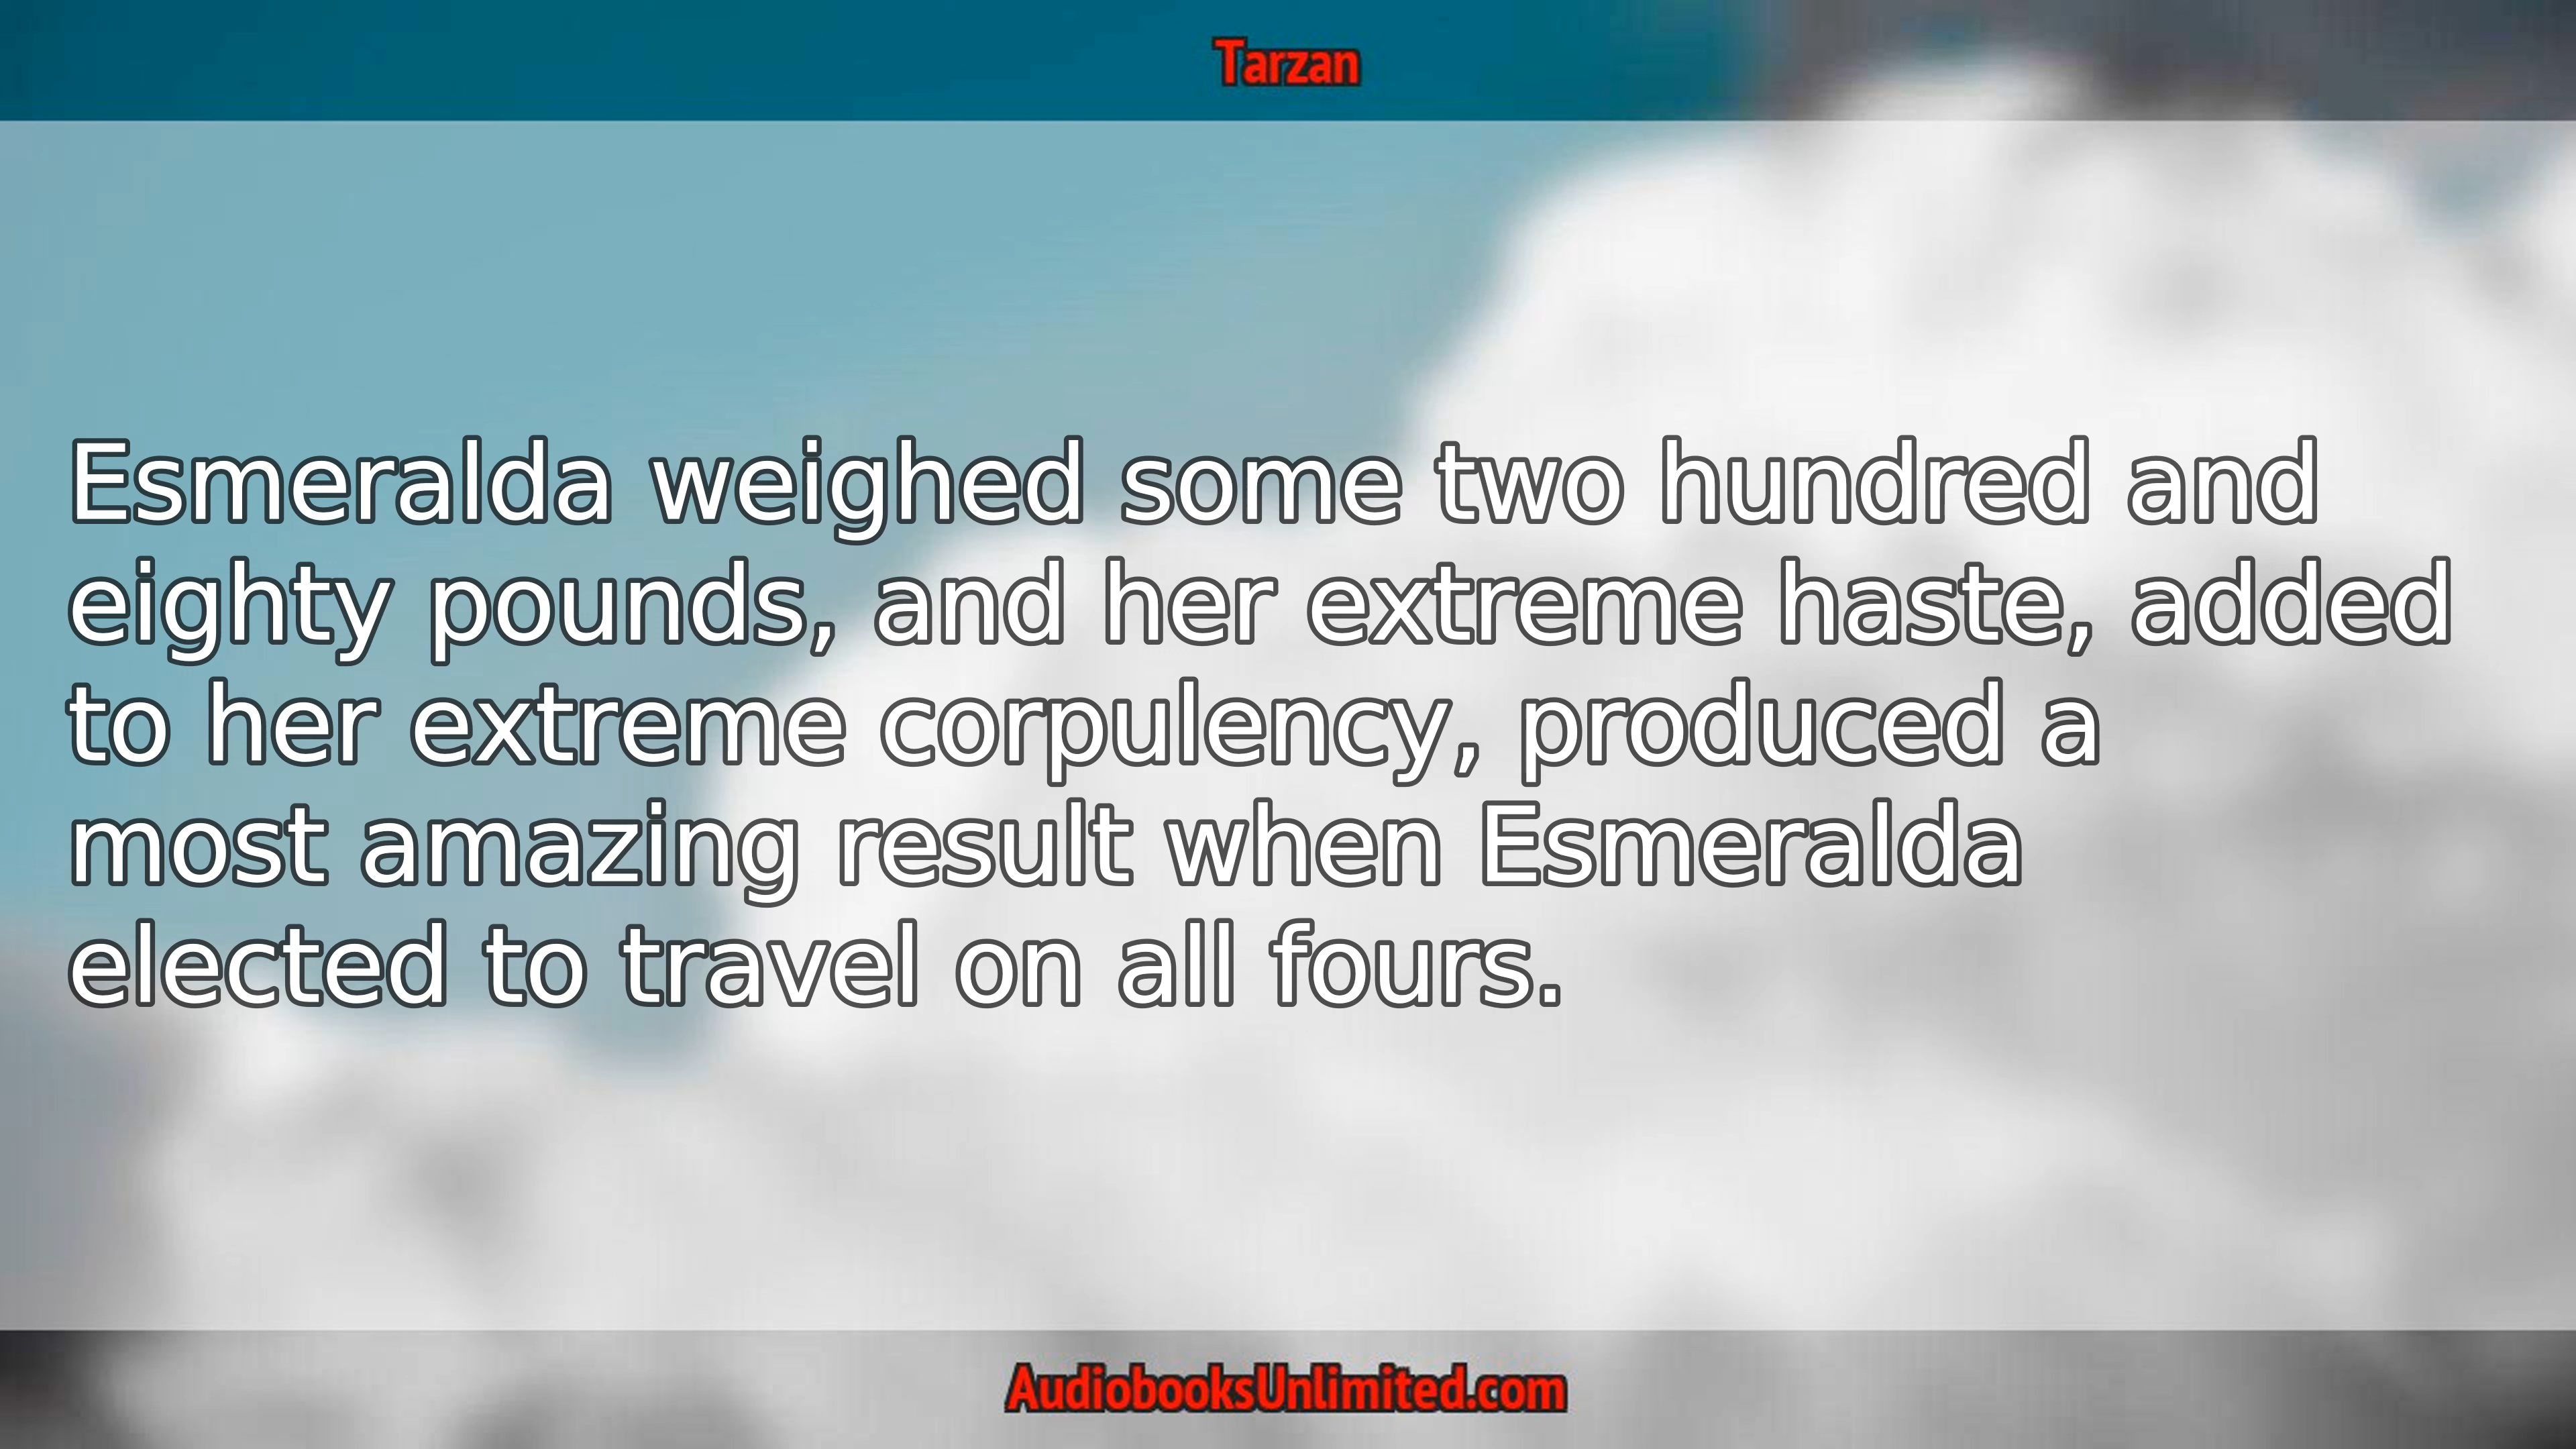 Tarzan
Esmeralda weighed some two hundred and
eighty pounds, and her extreme haste, added
to her extreme corpulency, produced a
most amazing result when Esmeralda
elected to travel on all fours.
AudiobooksUnlimited.com